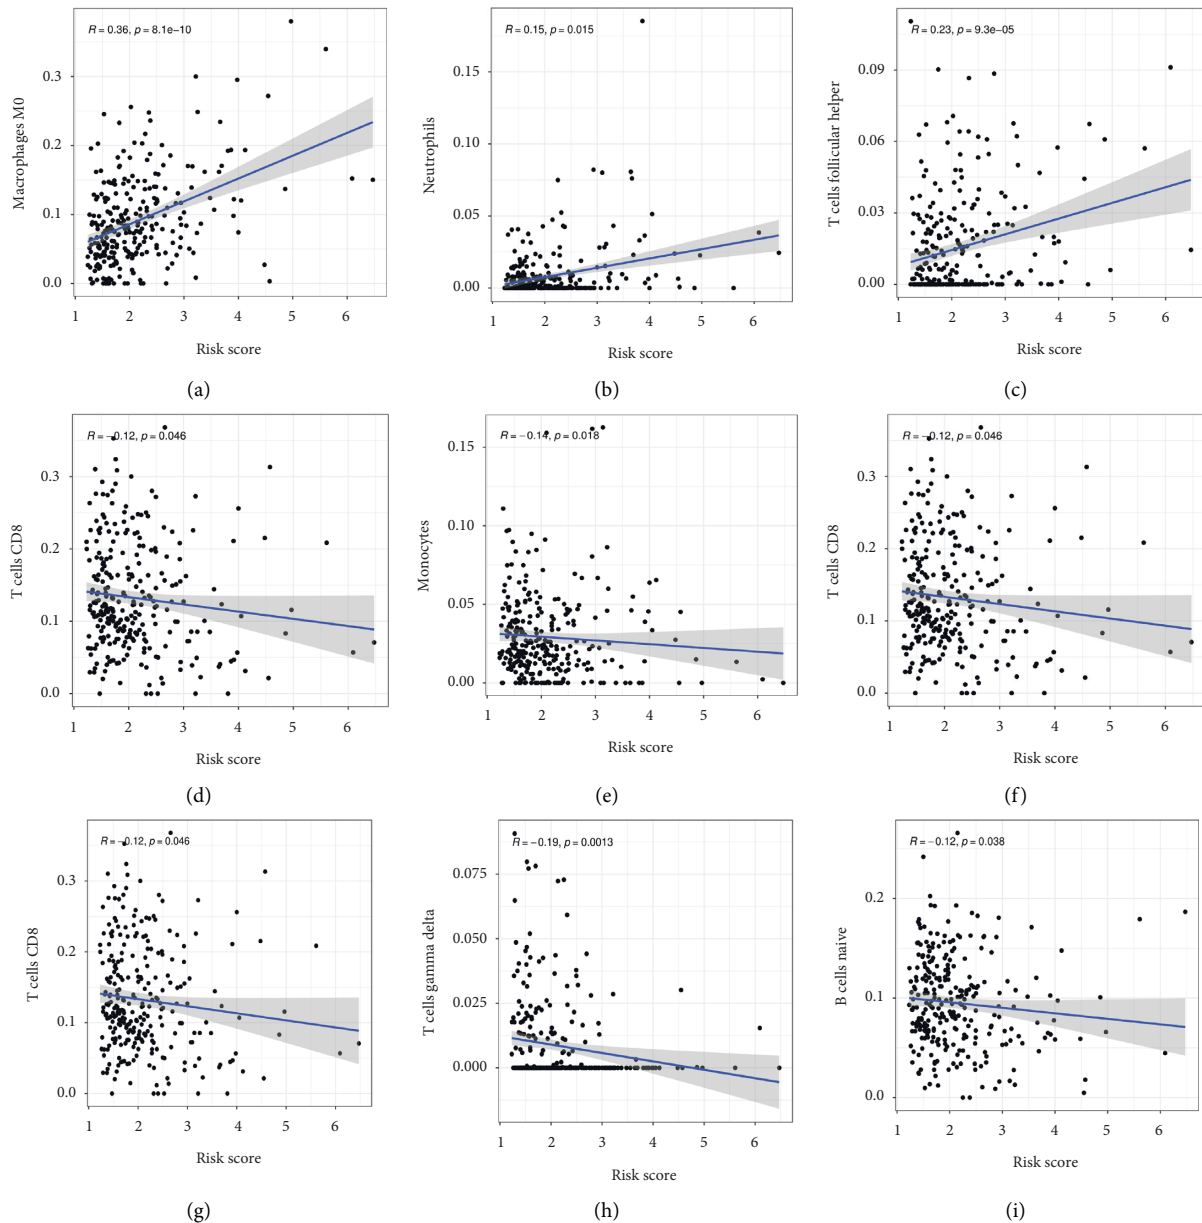 R = 0.36, p = 8.1e−10
Macrophages M0
0.3
0.2
0.1
0.0
1 2 3 4 5 6
Risk score
(a)
R = 0.15, p = 0.015
Neutrophils
0.15
0.10
0.05
0.00
1 2 3 4 5 6
Risk score
(b)
R = 0.23, p = 9.3e−05
T cells follicular helper
0.09
0.06
0.03
0.00
1 2 3 4 5 6
Risk score
(c)
R = −0.12, p = 0.046
T cells CD8
0.3
0.2
0.1
0.0
1 2 3 4 5 6
Risk score
(d)
R = −0.14, p = 0.018
Monocytes
0.15
0.10
0.05
0.00
1 2 3 4 5 6
Risk score
(e)
R = −0.12, p = 0.046
T cells CD8
0.3
0.2
0.1
0.0
1 2 3 4 5 6
Risk score
(f)
R = −0.12, p = 0.046
T cells CD8
0.3
0.2
0.1
0.0
1 2 3 4 5 6
Risk score
(g)
R = −0.19, p = 0.0013
T cells gamma delta
0.075
0.050
0.025
0.000
1 2 3 4 5 6
Risk score
(h)
R = −0.12, p = 0.038
B cells naive
0.2
0.1
0.0
1 2 3 4 5 6
Risk score
(i)